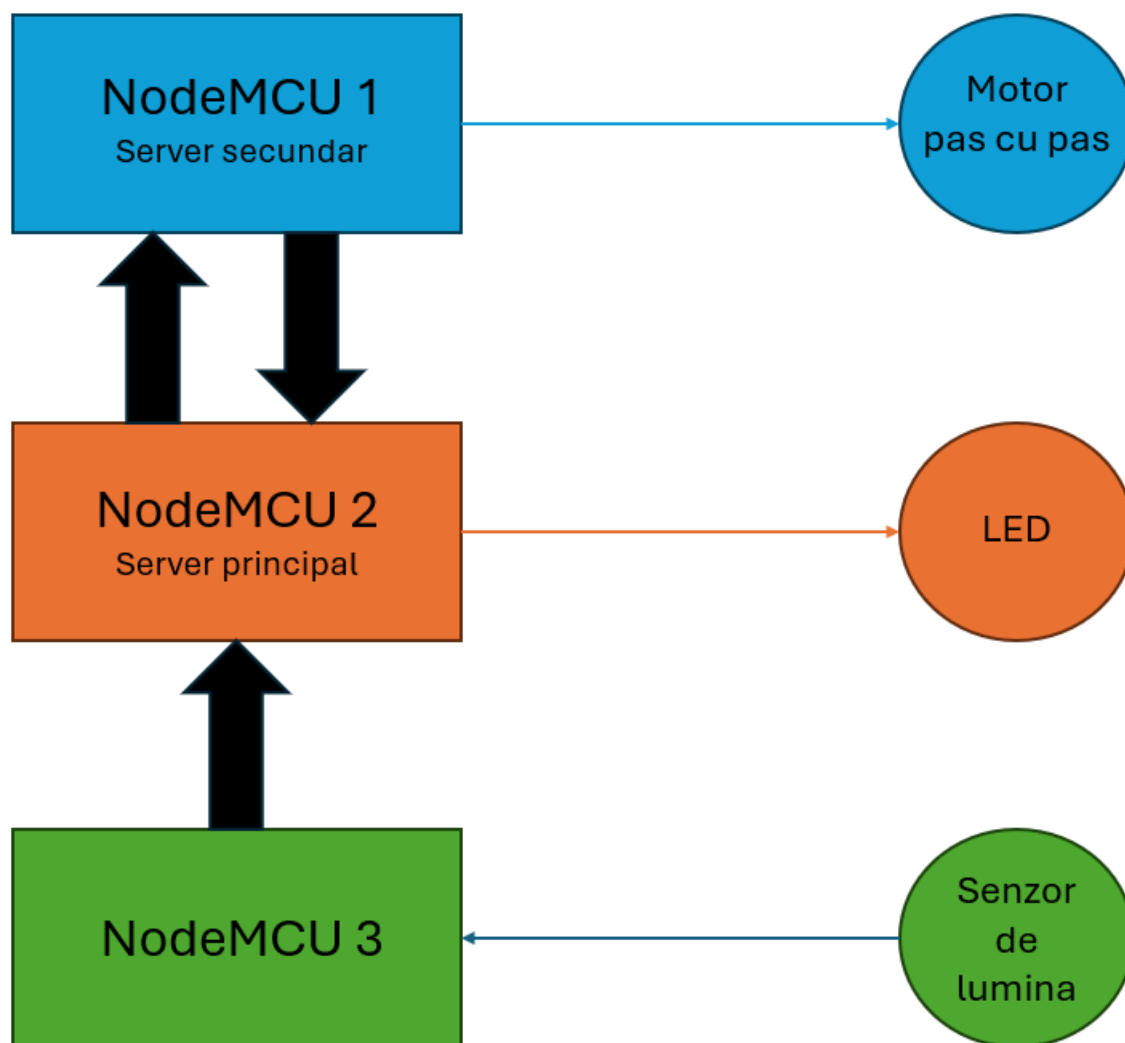 NodeMCU 1
Server secundar
Motor
pas cu pas
NodeMCU 2
Server principal
LED
NodeMCU 3
Senzor
de
lumina